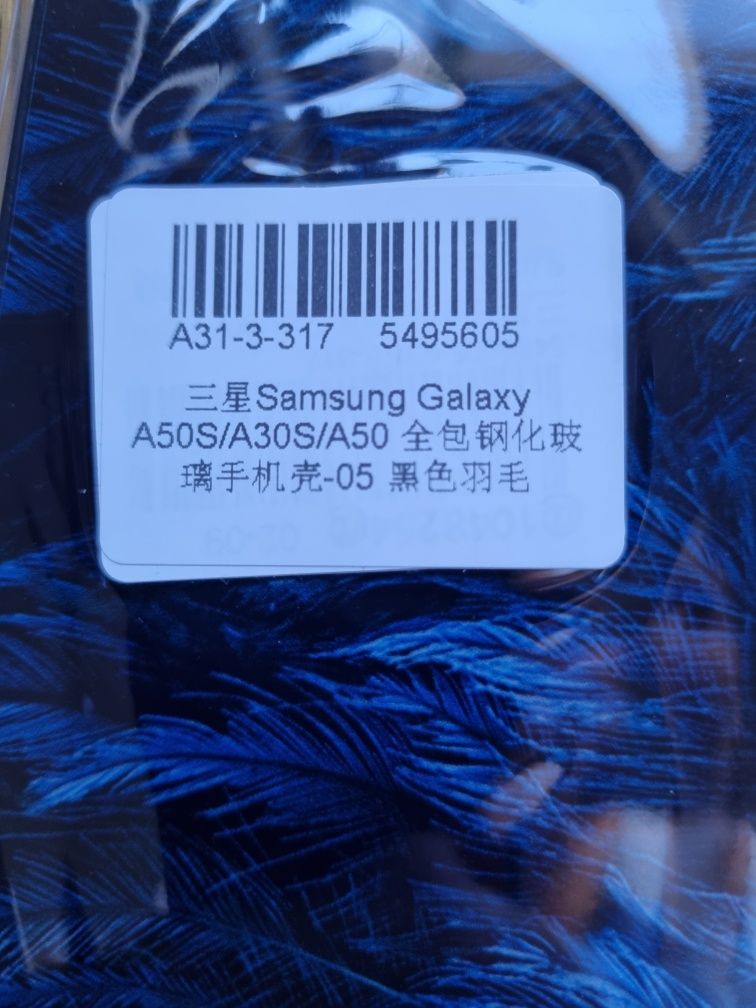 A31-3-317 5495605
三星Samsung Galaxy
A50S/A30S/A50 全包钢化玻
璃手机壳-05 黑色羽毛